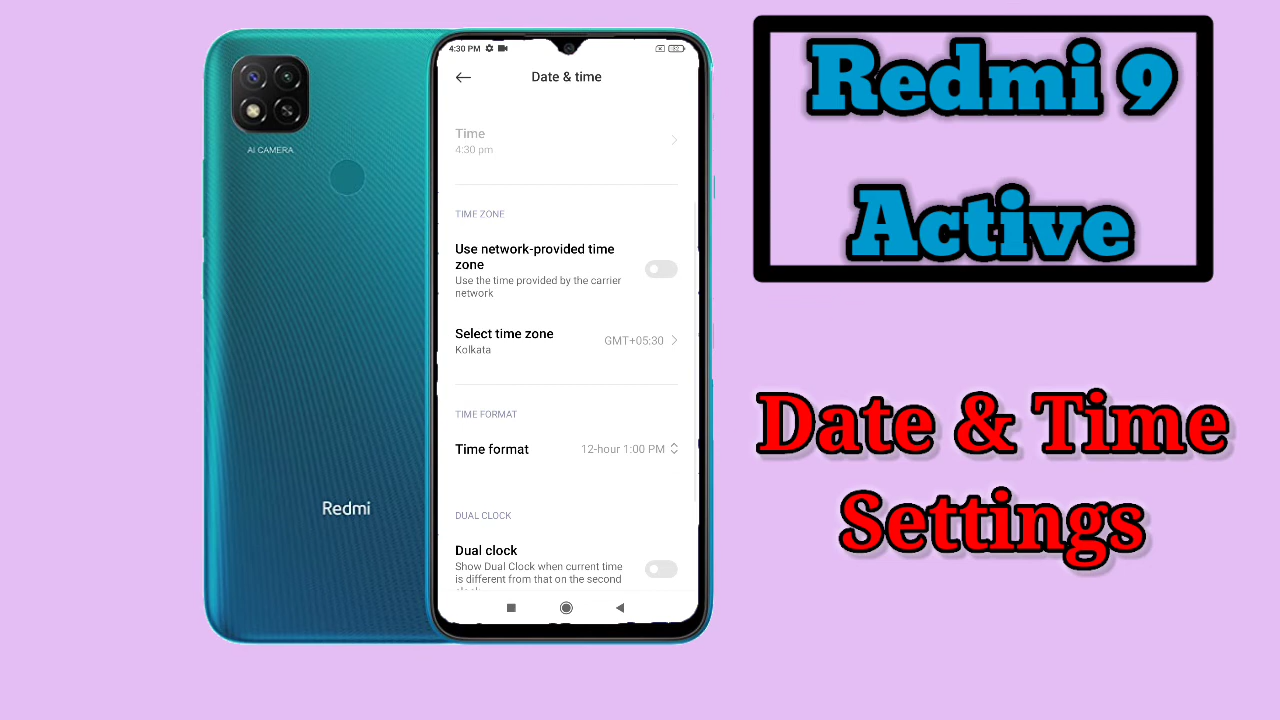 4:30 PM
Date & time
Time
4:30 pm
TIME ZONE
Use network-provided time
zone
Use the time provided by the carrier
network
Select time zone
Kolkata
GMT+05:30
TIME FORMAT
Time format
12-hour 1:00 PM
DUAL CLOCK
Dual clock
Show Dual Clock when current time
is different from that on the second
AI CAMERA
Redmi
Redmi 9
Active
Date & Time
Settings